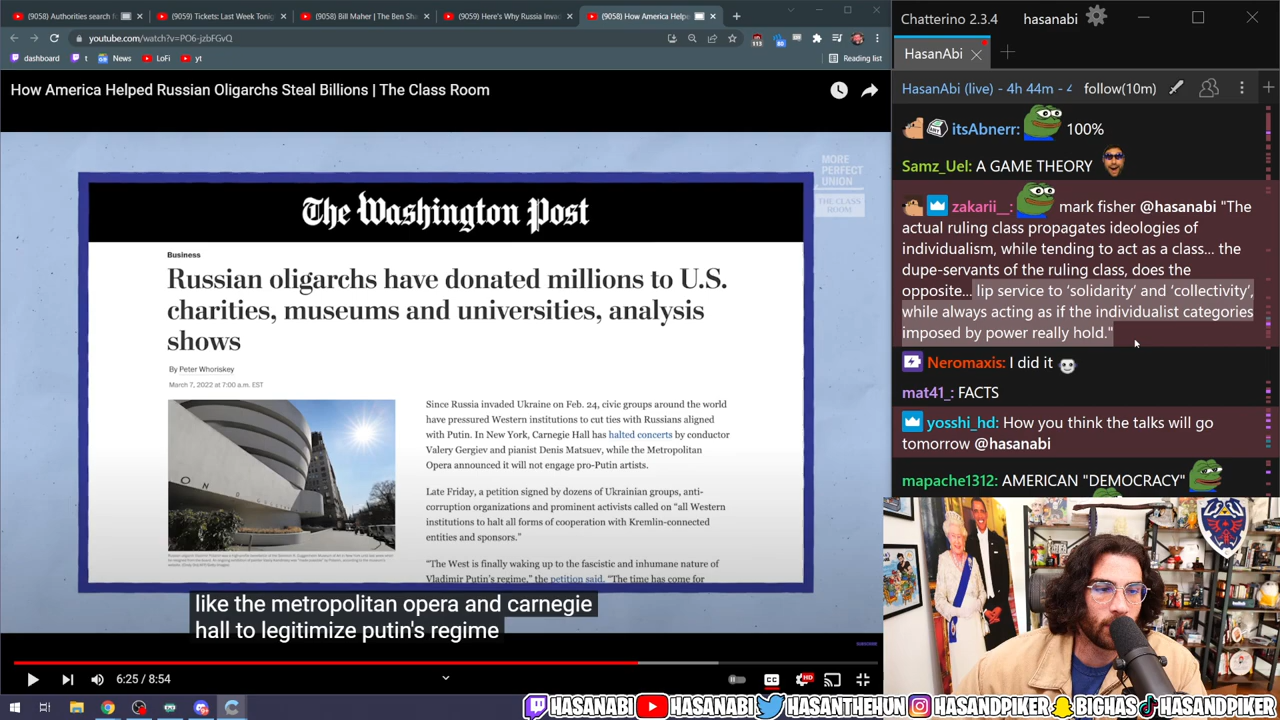 (9058) Authorities search f
(9059) Tickets: Last Week Tonig
(9058) Bill Maher | The Ben Sha
(9059) Here's Why Russia Inva
(9058) How America Helpe
Chatterino 2.3.4
hasanabi
youtube.com/watch?v=PO6-jzbFGvQ
113
80
dashboard
t
News
LoFi
yt
Reading list
HasanAbi
How America Helped Russian Oligarchs Steal Billions | The Class Room
HasanAbi (live) - 4h 44m -
follow(10m)
MORE
PERFECT
UNION
THE CLASS
ROOM
The Washington Post
Business
Russian oligarchs have donated millions to U.S.
charities, museums and universities, analysis
shows
By Peter Whoriskey
March 7, 2022 at 7:00 a.m. EST
Since Russia invaded Ukraine on Feb. 24, civic groups around the world
have pressured Western institutions to cut ties with Russians aligned
with Putin. In New York, Carnegie Hall has halted concerts by conductor
Valery Gergiev and pianist Denis Matsuev, while the Metropolitan
Opera announced it will not engage pro-Putin artists.
Late Friday, a petition signed by dozens of Ukrainian groups, anti-
corruption organizations and prominent activists called on “all Western
institutions to halt all forms of cooperation with Kremlin-connected
entities and sponsors.”
“The West is finally waking up to the fascistic and inhumane nature of
Vladimir Putin’s regime,” the petition said. “The time has come for
like the metropolitan opera and carnegie
hall to legitimize putin's regime
SUBSCRIBE
6:25 / 8:54
itsAbnerr: 100%
Samz_Uel: A GAME THEORY
zakarii__: mark fisher @hasanabi "The
actual ruling class propagates ideologies of
individualism, while tending to act as a class... the
dupe-servants of the ruling class, does the
opposite... lip service to ‘solidarity’ and ‘collectivity’,
while always acting as if the individualist categories
imposed by power really hold."
Neromaxis: I did it
mat41_: FACTS
yosshi_hd: How you think the talks will go
tomorrow @hasanabi
mapache1312: AMERICAN "DEMOCRACY"
HASANABI
HASANABI
HASANTHEHUN
HASANDPIKER
BIGHAS
HASANDPIKER